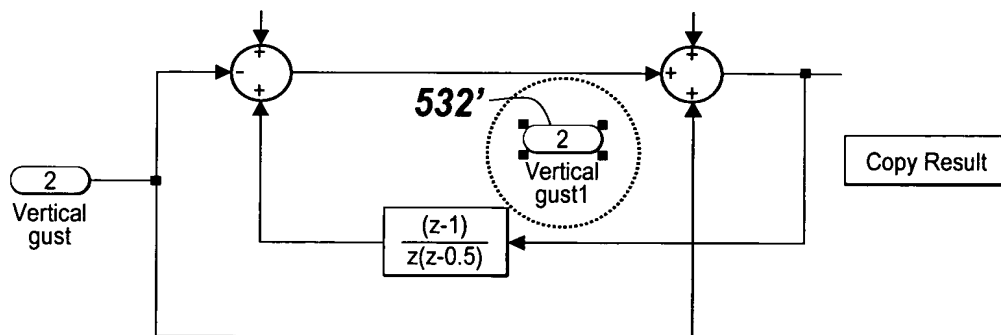 +
- +
+
+ +
532'
2
Vertical
gust1
Copy Result
2
Vertical
gust
(z-1)
z(z-0.5)